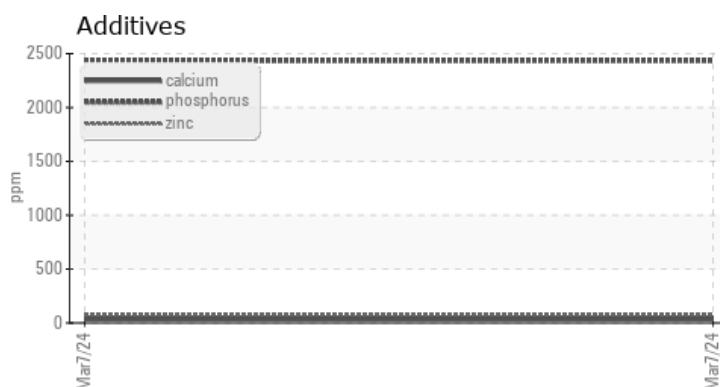 Additives
2500
2000
1500
1000
500
0
ppm
calcium
phosphorus
zinc
Mar7/24
Mar7/24